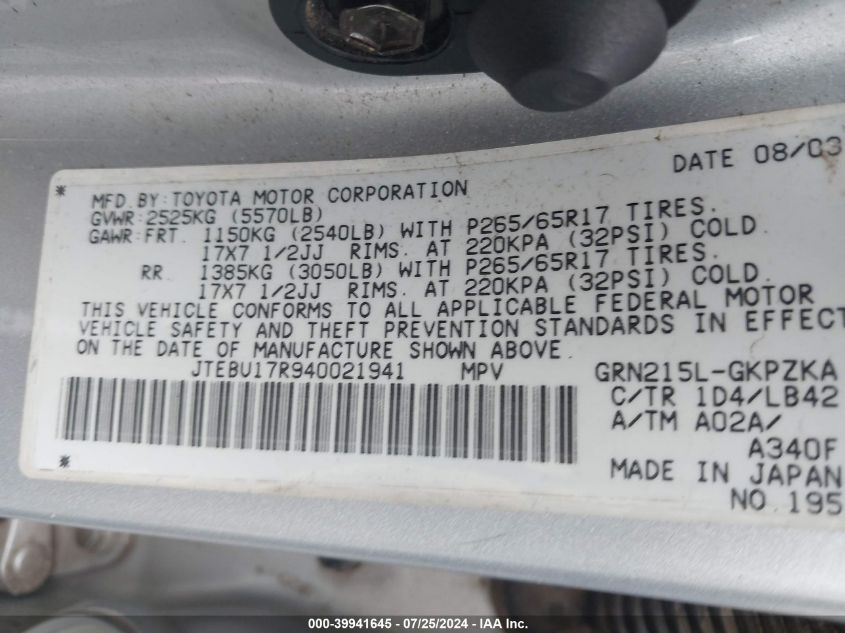 DATE 08/03
MFD. BY: TOYOTA MOTOR CORPORATION
GVWR: 2525KG (5570LB)
GAWR: FRT. 1150KG (2540LB) WITH P265/65R17 TIRES.
17X7 1/2JJ RIMS. AT 220KPA (32PSI) COLD.
RR. 1385KG (3050LB) WITH P265/65R17 TIRES.
17X7 1/2JJ RIMS. AT 220KPA (32PSI) COLD.
THIS VEHICLE CONFORMS TO ALL APPLICABLE FEDERAL MOTOR
VEHICLE SAFETY AND THEFT PREVENTION STANDARDS IN EFFECT
ON THE DATE OF MANUFACTURE SHOWN ABOVE.
JTEBU17R940021941 MPV GRN215L-GKPZKA
C/TR 1D4/LB42
A/TM A02A/
A340F
MADE IN JAPAN
NO. 195
000-39941645 - 07/25/2024 - IAA Inc.